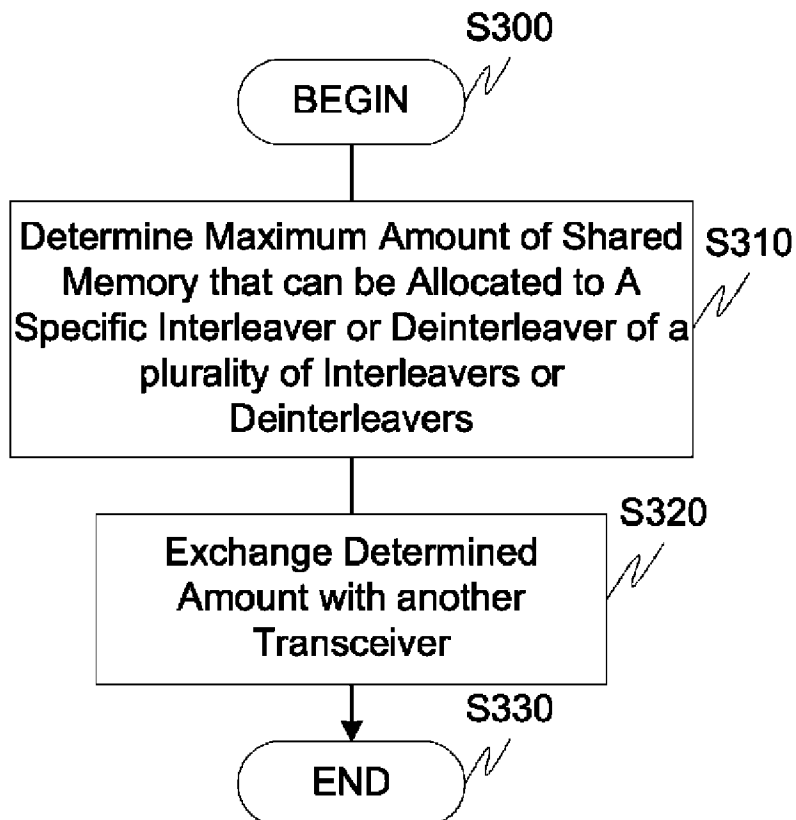 S300
BEGIN
Determine Maximum Amount of Shared
Memory that can be Allocated to A
Specific Interleaver or Deinterleaver of a
plurality of Interleavers or
Deinterleavers
S310
Exchange Determined
Amount with another
Transceiver
S320
S330
END